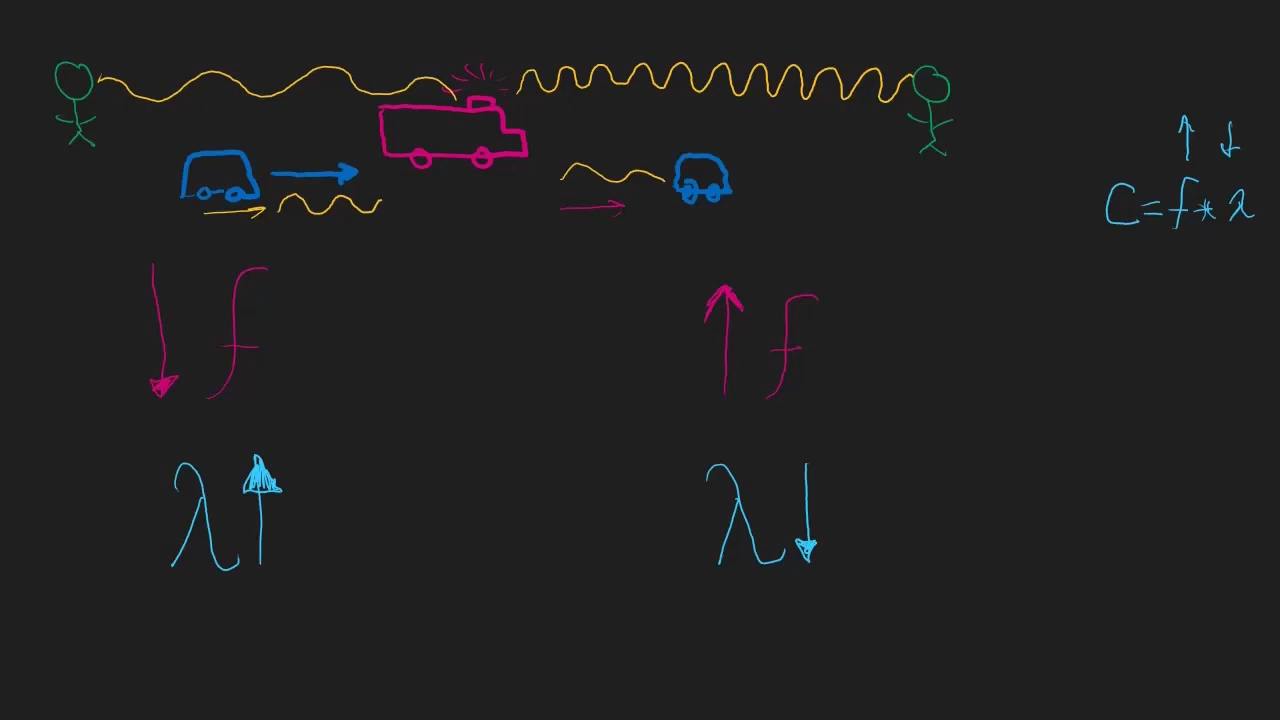 ↑ ↓
C = f * λ
↓ f
↑ f
λ ↑
λ ↓